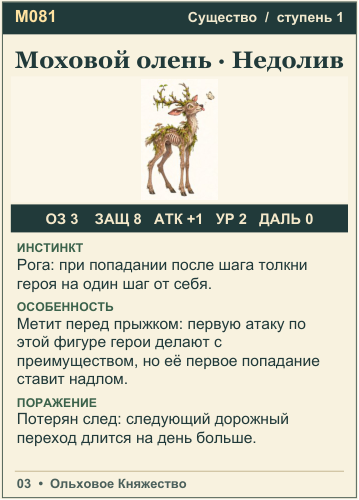 M081
Существо / ступень 1
Моховой олень · Недолив
ОЗ 3 ЗАЩ 8 АТК +1 УР 2 ДАЛЬ 0
ИНСТИНКТ
Рога: при попадании после шага толкни
героя на один шаг от себя.
ОСОБЕННОСТЬ
Метит перед прыжком: первую атаку по
этой фигуре герои делают с
преимуществом, но её первое попадание
ставит надлом.
ПОРАЖЕНИЕ
Потерян след: следующий дорожный
переход длится на день больше.
03 • Ольховое Княжество